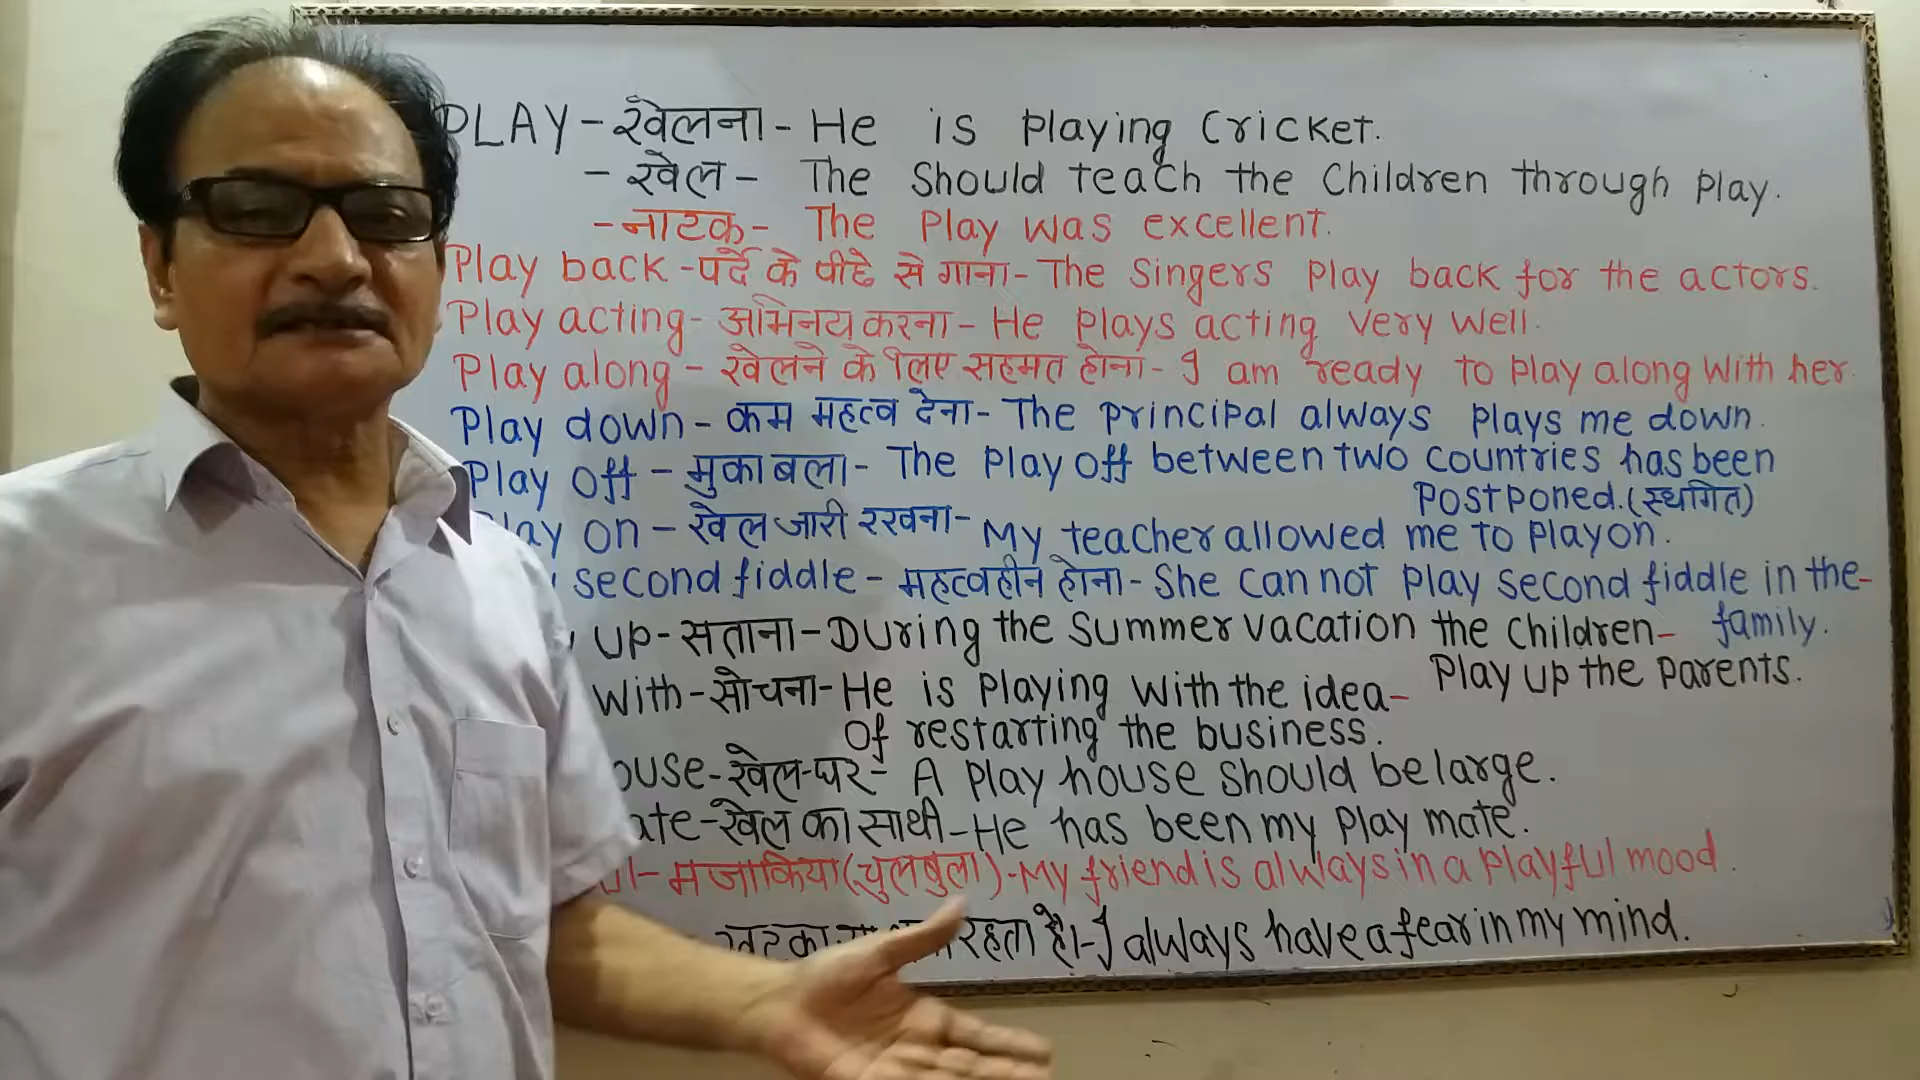 PLAY - खेलना - He is playing Cricket.
- खेल - The Should teach the Children through Play.
- नाटक - The Play was excellent.
Play back - पर्दे के पीछे से गाना - The Singers Play back for the actors.
Play acting - अभिनय करना - He Plays acting very well.
Play along - खेलने के लिए सहमत होना - I am ready to Play along with her.
Play down - कम महत्व देना - The Principal always Plays me down.
Play off - मुकाबला - The Play off between two countries has been
Postponed. (स्थगित)
lay on - खेल जारी रखना - My teacher allowed me to Play on.
second fiddle - महत्वहीन होना - She can not Play second fiddle in the -
family.
up - सताना - During the summer vacation the children -
Play up the Parents.
with - सोचना - He is Playing with the idea -
of restarting the business.
ouse - खेल-घर - A Play house should be large.
ate - खेल का साथी - He has been my Play mate.
ul - मजाकिया (चुलबुला) - My friend is always in a Playful mood.
रहता है। - I always have a fear in my mind.